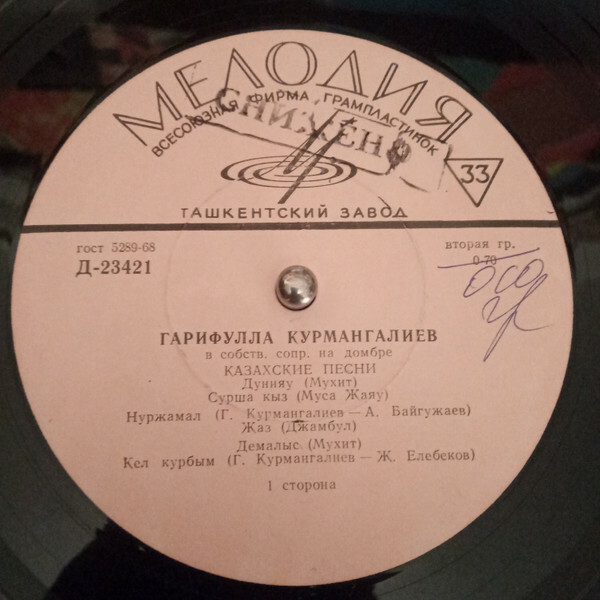 МЕЛОДИЯ
ВСЕСОЮЗНАЯ ФИРМА ГРАМПЛАСТИНОК
СНИЖЕНО
33
ТАШКЕНТСКИЙ ЗАВОД
гост 5289-68
вторая гр.
Д-23421
0-70
ГАРИФУЛЛА КУРМАНГАЛИЕВ
в собств. сопр. на домбре
КАЗАХСКИЕ ПЕСНИ
Дунияу (Мухит)
Сурша кыз (Муса Жаяу)
Нуржамал (Г. Курмангалиев — А. Байгужаев)
Жаз (Джамбул)
Демалыс (Мухит)
Кел курбым (Г. Курмангалиев — Ж. Елебеков)
1 сторона